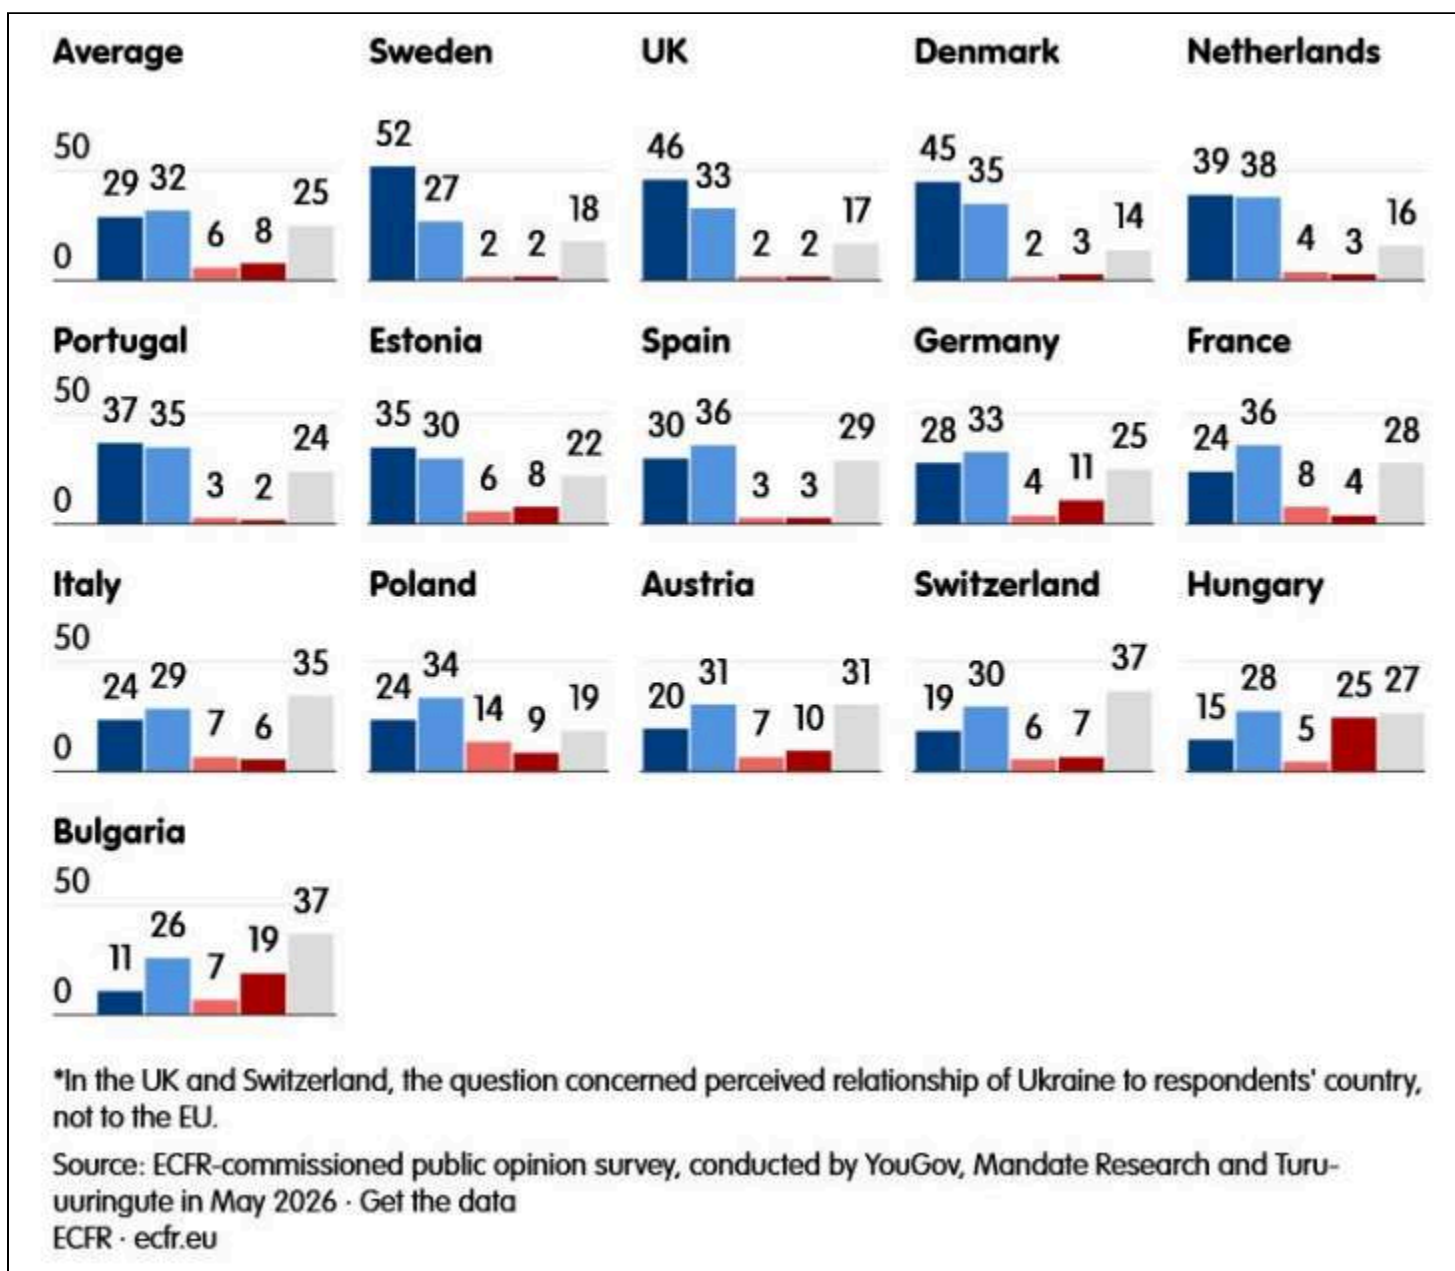 Average Sweden UK Denmark Netherlands
50 29 32 6 8 25 52 27 2 2 18 46 33 2 2 17 45 35 2 3 14 39 38 4 3 16
0
Portugal Estonia Spain Germany France
50 37 35 3 2 24 35 30 6 8 22 30 36 3 3 29 28 33 4 11 25 24 36 8 4 28
0
Italy Poland Austria Switzerland Hungary
50 24 29 7 6 35 24 34 14 9 19 20 31 7 10 31 19 30 6 7 37 15 28 5 25 27
0
Bulgaria
50 11 26 7 19 37
0
*In the UK and Switzerland, the question concerned perceived relationship of Ukraine to respondents' country,
not to the EU.
Source: ECFR-commissioned public opinion survey, conducted by YouGov, Mandate Research and Turu-
uuringute in May 2026 · Get the data
ECFR · ecfr.eu